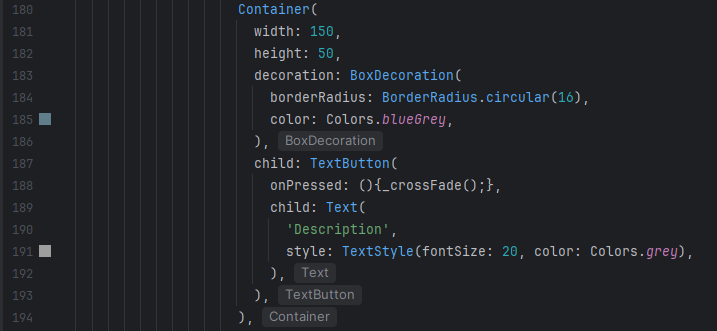 180 Container(
181 width: 150,
182 height: 50,
183 decoration: BoxDecoration(
184 borderRadius: BorderRadius.circular(16),
185 color: Colors.blueGrey,
186 ), BoxDecoration
187 child: TextButton(
188 onPressed: (){_crossFade();},
189 child: Text(
190 'Description',
191 style: TextStyle(fontSize: 20, color: Colors.grey),
192 ), Text
193 ), TextButton
194 ), Container